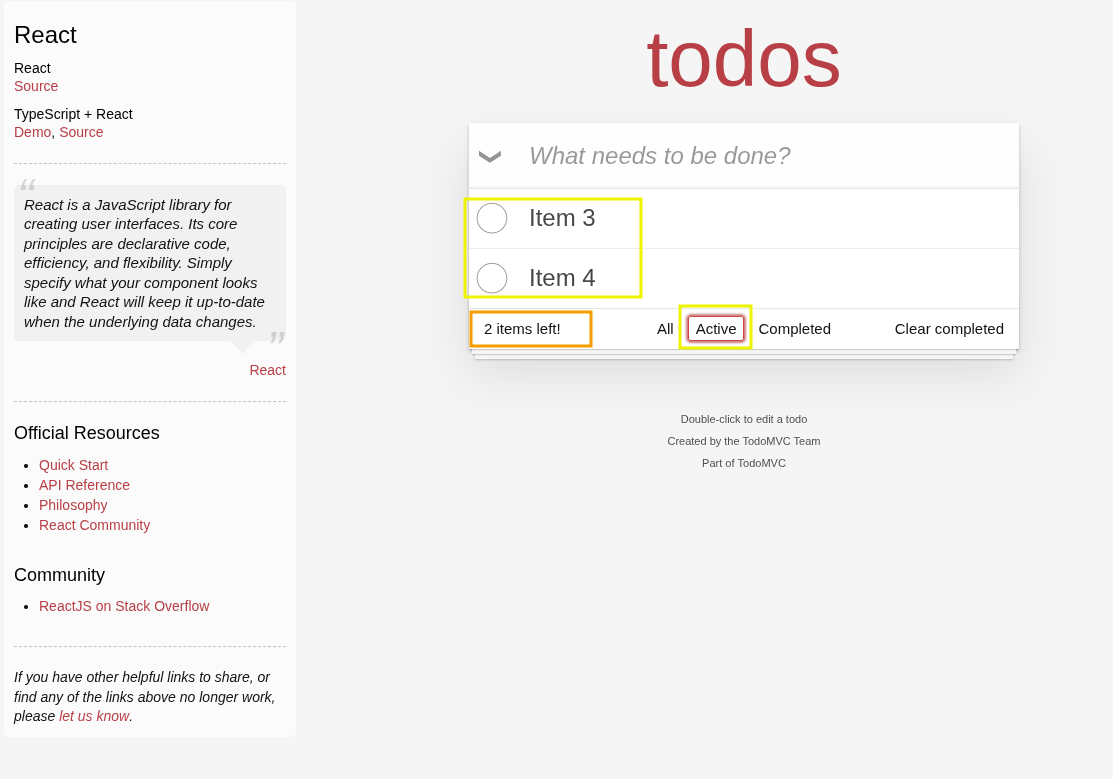 React
React
Source
TypeScript + React
Demo, Source
“
React is a JavaScript library for
creating user interfaces. Its core
principles are declarative code,
efficiency, and flexibility. Simply
specify what your component looks
like and React will keep it up-to-date
when the underlying data changes.
”
React
Official Resources
• Quick Start
• API Reference
• Philosophy
• React Community
Community
• ReactJS on Stack Overflow
If you have other helpful links to share, or
find any of the links above no longer work,
please let us know.
todos
What needs to be done?
Item 3
Item 4
2 items left! All Active Completed Clear completed
Double-click to edit a todo
Created by the TodoMVC Team
Part of TodoMVC